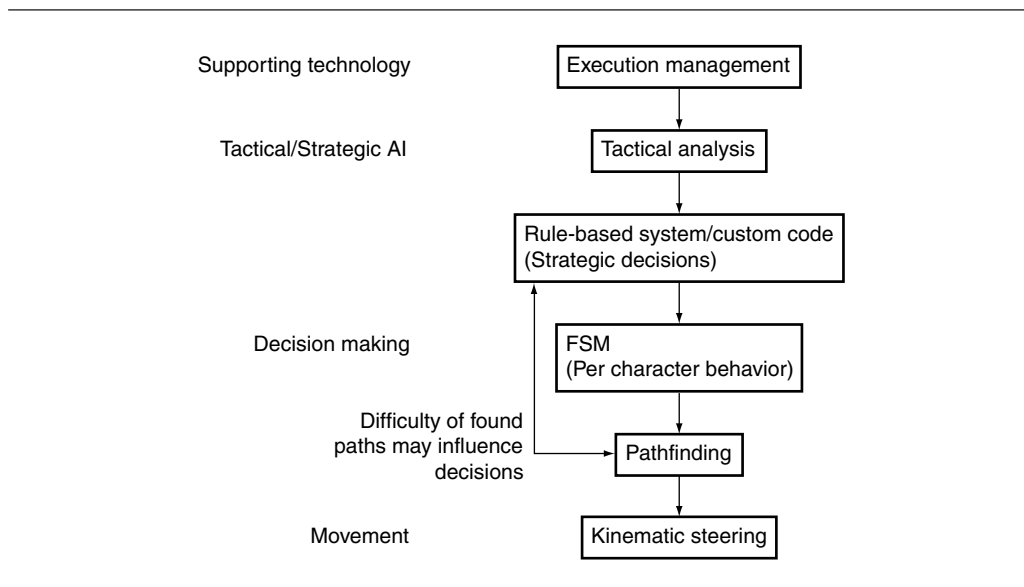 Supporting technology
Execution management
Tactical/Strategic AI
Tactical analysis
Rule-based system/custom code
(Strategic decisions)
Decision making
FSM
(Per character behavior)
Difficulty of found
paths may influence
decisions
Pathfinding
Movement
Kinematic steering